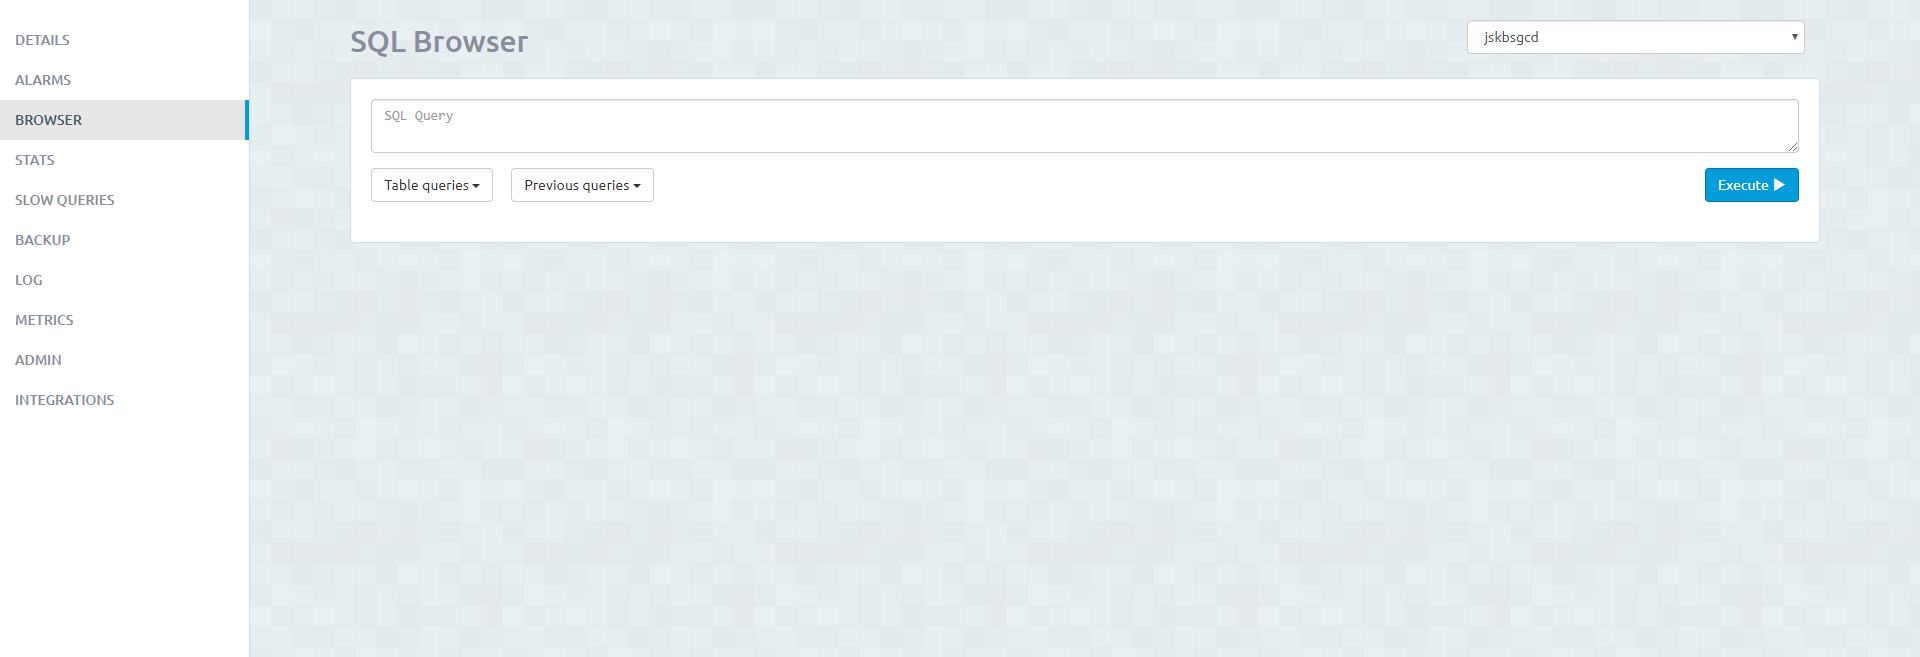 DETAILS
ALARMS
BROWSER
STATS
SLOW QUERIES
BACKUP
LOG
METRICS
ADMIN
INTEGRATIONS
SQL Browser
jskbsgcd
SQL Query
Table queries
Previous queries
Execute